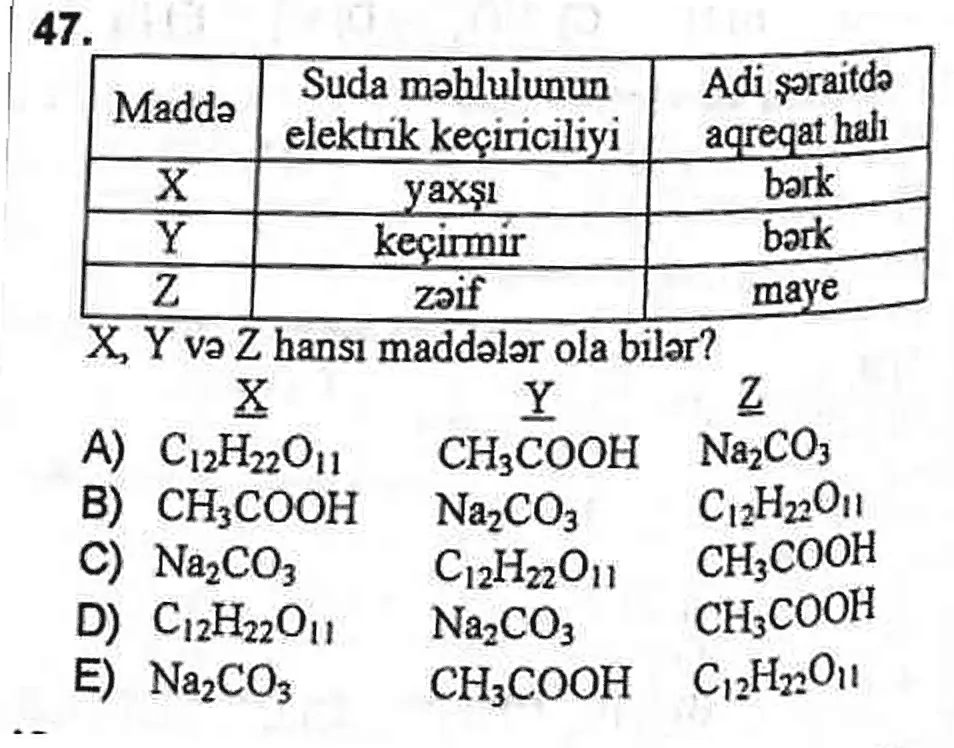 47.
Maddə | Suda məhlulunun elektrik keçiriciliyi | Adi şəraitdə aqreqat halı
X | yaxşı | bərk
Y | keçirmir | bərk
Z | zəif | maye
X, Y və Z hansı maddələr ola bilər?
X Y Z
A) C₁₂H₂₂O₁₁ CH₃COOH Na₂CO₃
B) CH₃COOH Na₂CO₃ C₁₂H₂₂O₁₁
C) Na₂CO₃ C₁₂H₂₂O₁₁ CH₃COOH
D) C₁₂H₂₂O₁₁ Na₂CO₃ CH₃COOH
E) Na₂CO₃ CH₃COOH C₁₂H₂₂O₁₁